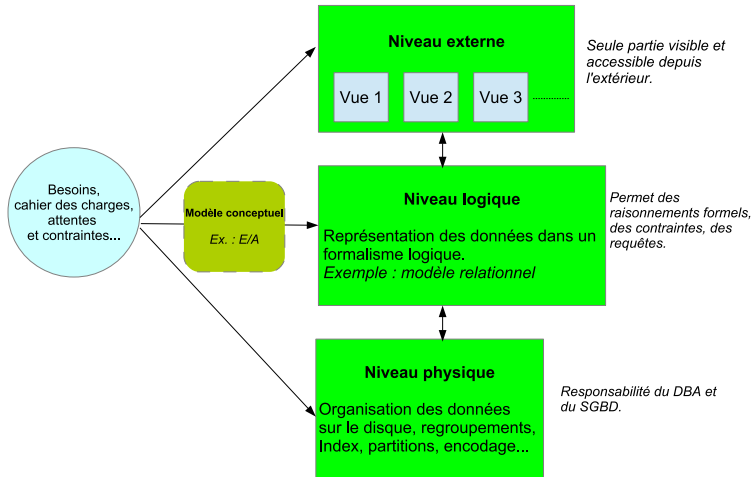 Niveau externe
Vue 1
Vue 2
Vue 3
Seule partie visible et
accessible depuis
l'extérieur.
Besoins,
cahier des charges,
attentes
et contraintes...
Modèle conceptuel
Ex. : E/A
Niveau logique
Représentation des données dans un
formalisme logique.
Exemple : modèle relationnel
Permet des
raisonnements formels,
des contraintes, des
requêtes.
Niveau physique
Organisation des données
sur le disque, regroupements,
Index, partitions, encodage...
Responsabilité du DBA et
du SGBD.